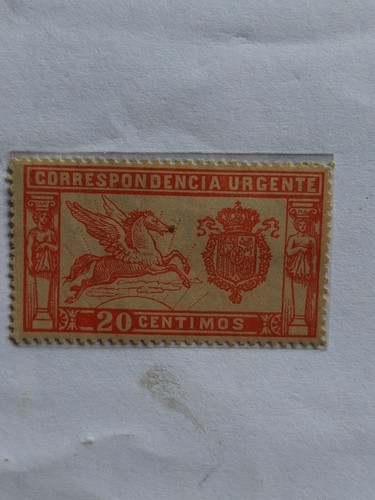 CORRESPONDENCIA URGENTE
20 CENTIMOS